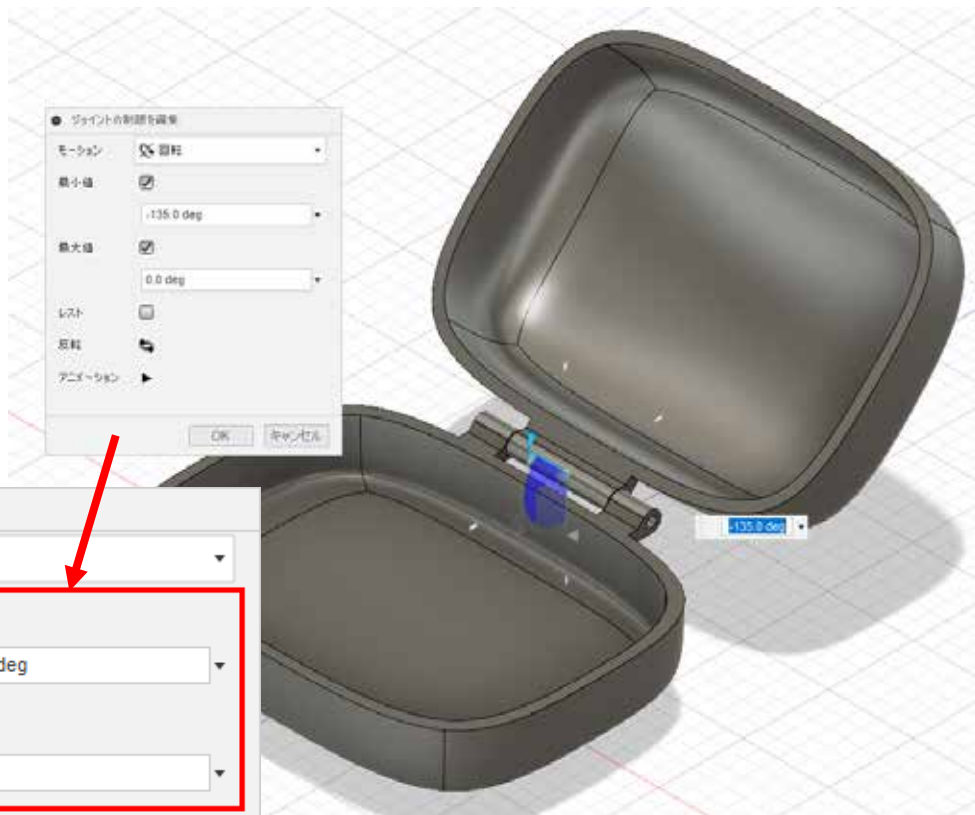 ジョイントの制限を編集
モーション 回転
最小値
-135.0 deg
最大値
0.0 deg
レスト
反転
アニメーション
OK キャンセル
-135.0 deg
deg